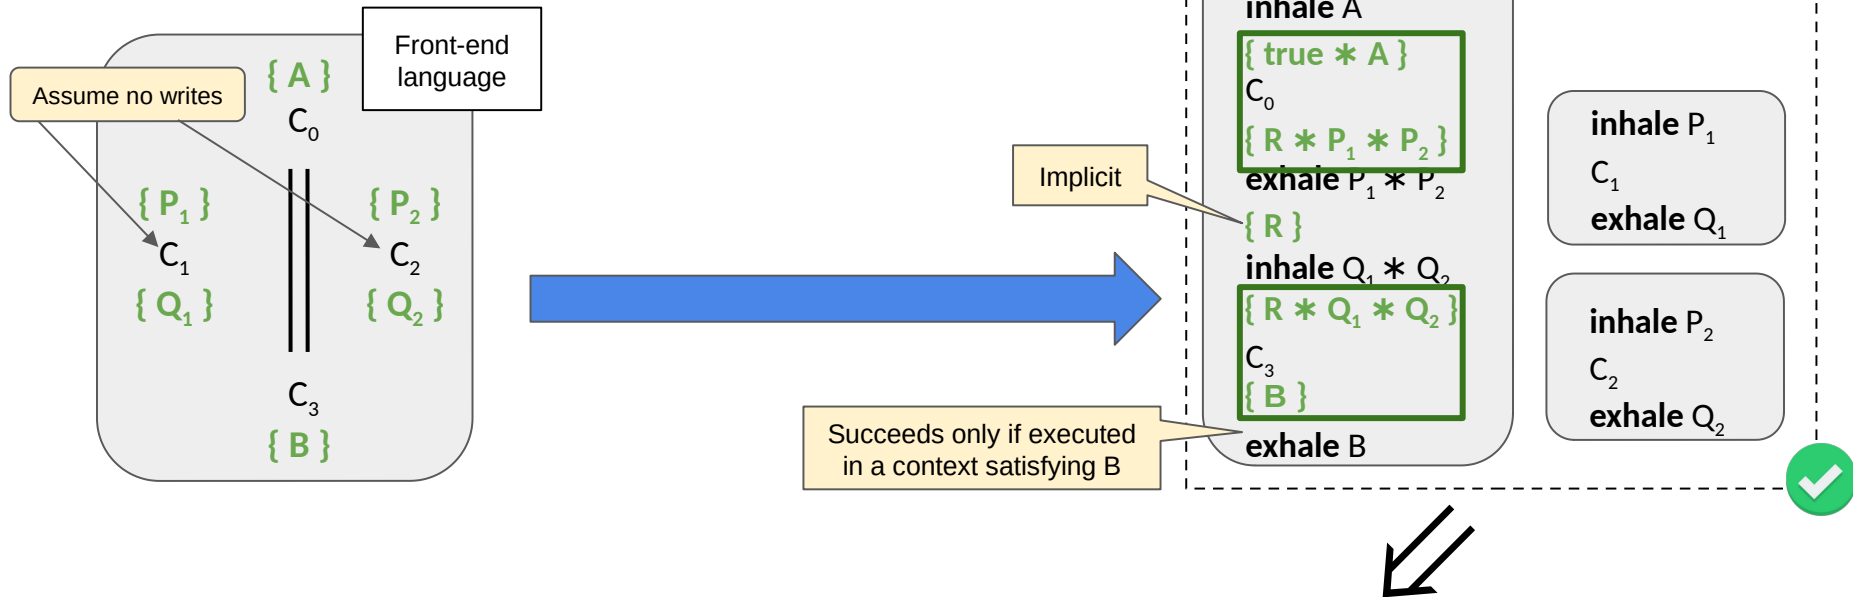 Front-end
language
Assume no writes
{ A }
C₀
{ P₁ }
{ P₂ }
C₁
C₂
{ Q₁ }
{ Q₂ }
C₃
{ B }
Implicit
Succeeds only if executed
in a context satisfying B
inhale A
{ true ∗ A }
C₀
{ R ∗ P₁ ∗ P₂ }
exhale P₁ ∗ P₂
{ R }
inhale Q₁ ∗ Q₂
{ R ∗ Q₁ ∗ Q₂ }
C₃
{ B }
exhale B
inhale P₁
C₁
exhale Q₁
inhale P₂
C₂
exhale Q₂